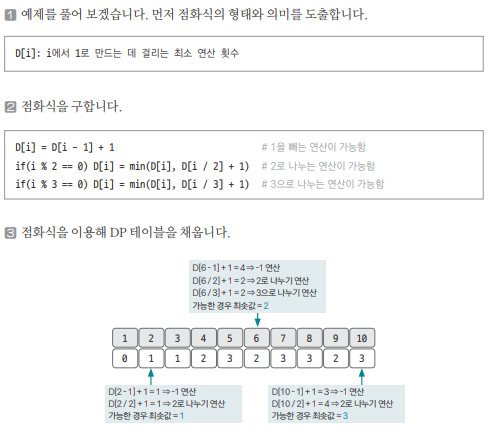 1 예제를 풀어 보겠습니다. 먼저 점화식의 형태와 의미를 도출합니다.
D[i]: i에서 1로 만드는 데 걸리는 최소 연산 횟수
2 점화식을 구합니다.
D[i] = D[i - 1] + 1 # 1을 빼는 연산이 가능함
if(i % 2 == 0) D[i] = min(D[i], D[i / 2] + 1) # 2로 나누는 연산이 가능함
if(i % 3 == 0) D[i] = min(D[i], D[i / 3] + 1) # 3으로 나누는 연산이 가능함
3 점화식을 이용해 DP 테이블을 채웁니다.
D[6 - 1] + 1 = 4 ⇒ -1 연산
D[6 / 2] + 1 = 2 ⇒ 2로 나누기 연산
D[6 / 3] + 1 = 2 ⇒ 3으로 나누기 연산
가능한 경우 최솟값 = 2
1 2 3 4 5 6 7 8 9 10
0 1 1 2 3 2 3 3 2 3
D[2 - 1] + 1 = 1 ⇒ -1 연산
D[2 / 2] + 1 = 1 ⇒ 2로 나누기 연산
가능한 경우 최솟값 = 1
D[10 - 1] + 1 = 3 ⇒ -1 연산
D[10 / 2] + 1 = 4 ⇒ 2로 나누기 연산
가능한 경우 최솟값 = 3